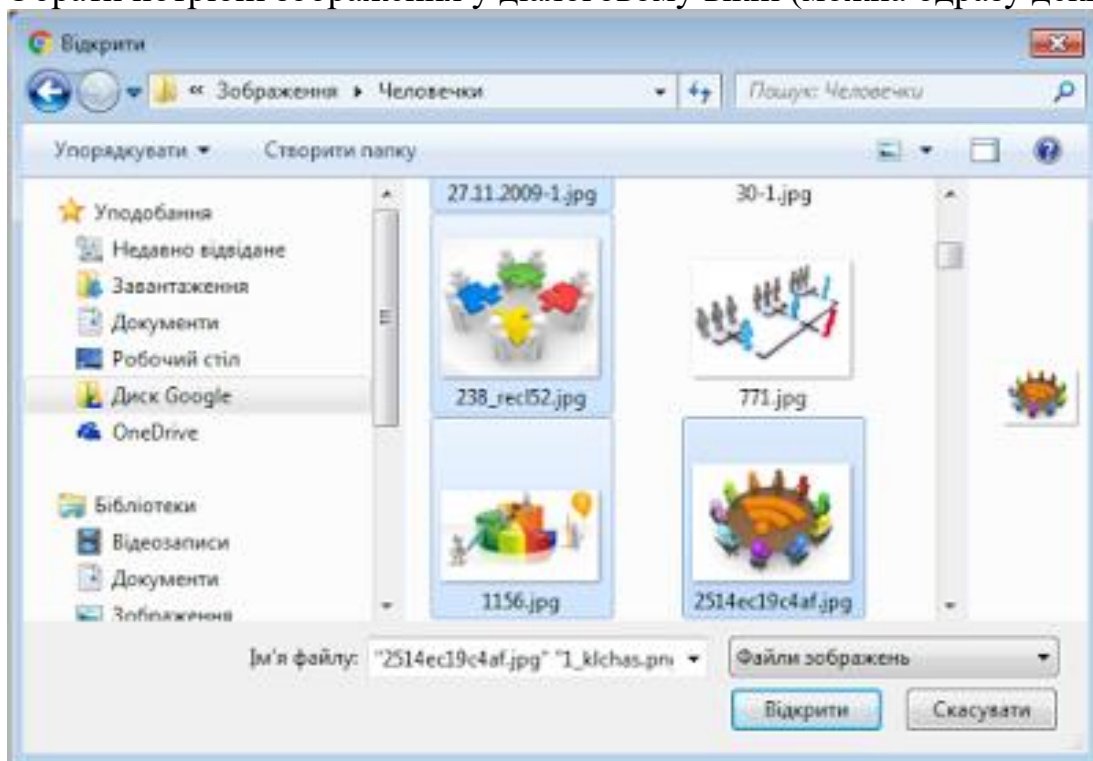 Відкрити
« Зображення ▸ Человечки
Пошук: Человечки
Упорядкувати
Створити папку
Уподобання
Недавно відвідане
Завантаження
Документи
Робочий стіл
Диск Google
OneDrive
Бібліотеки
Відеозаписи
Документи
Зображення
27.11.2009-1.jpg
30-1.jpg
238_recl52.jpg
771.jpg
1156.jpg
2514ec19c4af.jpg
Ім'я файлу: "2514ec19c4af.jpg" "1_klchas.pn
Файли зображень
Відкрити
Скасувати